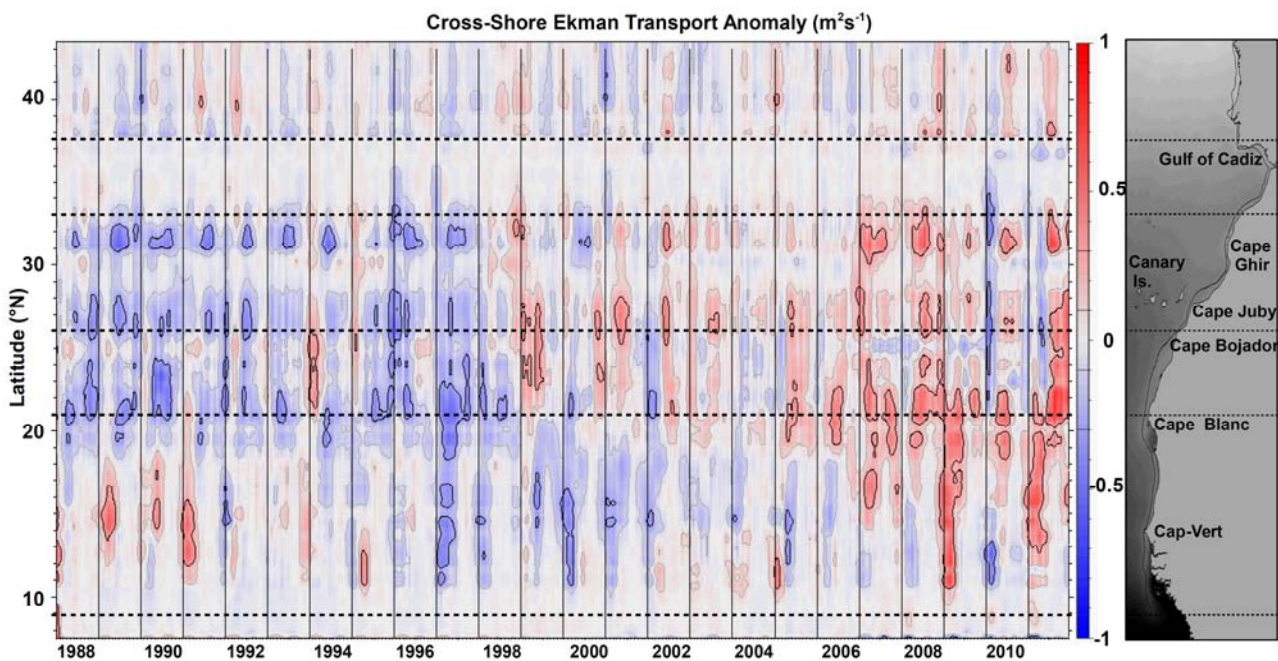 Cross-Shore Ekman Transport Anomaly (m²s⁻¹)
Latitude (°N)
40
30
20
10
1988 1990 1992 1994 1996 1998 2000 2002 2004 2006 2008 2010
1
0.5
0
-0.5
-1
Gulf of Cadiz
Cape
Ghir
Canary
Is.
Cape Juby
Cape Bojador
Cape Blanc
Cap-Vert